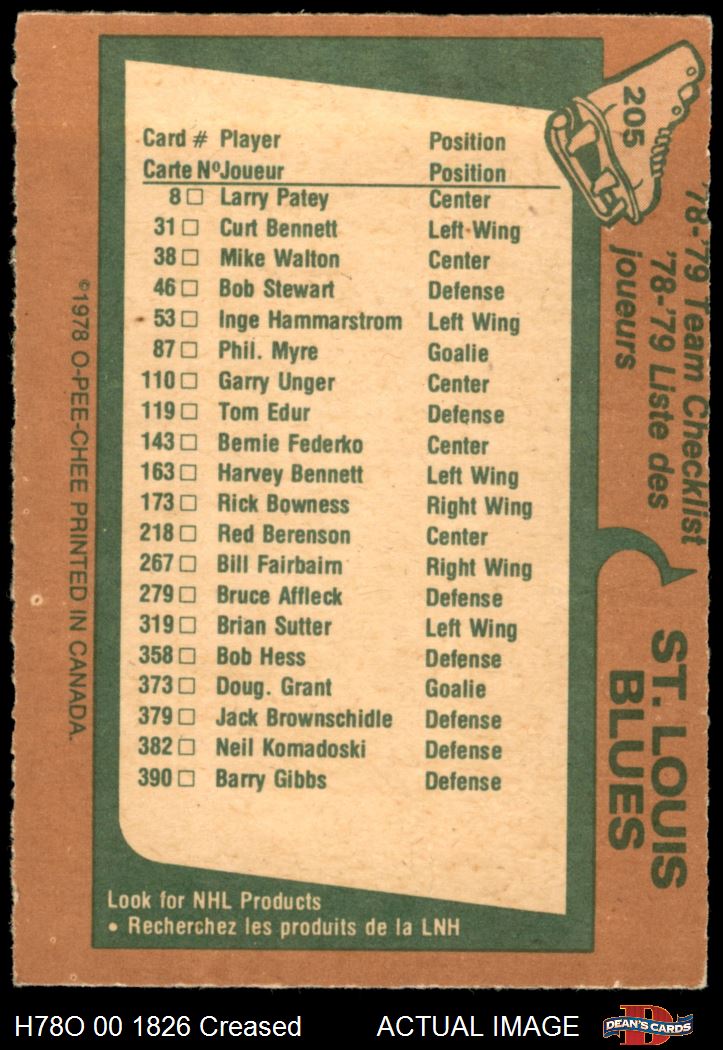 205
'78-'79 Team Checklist
'78-'79 Liste des
joueurs
ST. LOUIS
BLUES
Card # Player Position
Carte Nº Joueur Position
8 □ Larry Patey Center
31 □ Curt Bennett Left Wing
38 □ Mike Walton Center
46 □ Bob Stewart Defense
53 □ Inge Hammarstrom Left Wing
87 □ Phil. Myre Goalie
110 □ Garry Unger Center
119 □ Tom Edur Defense
143 □ Bernie Federko Center
163 □ Harvey Bennett Left Wing
173 □ Rick Bowness Right Wing
218 □ Red Berenson Center
267 □ Bill Fairbairn Right Wing
279 □ Bruce Affleck Defense
319 □ Brian Sutter Left Wing
358 □ Bob Hess Defense
373 □ Doug. Grant Goalie
379 □ Jack Brownschidle Defense
382 □ Neil Komadoski Defense
390 □ Barry Gibbs Defense
Look for NHL Products
• Recherchez les produits de la LNH
©1978 O-PEE-CHEE PRINTED IN CANADA.
H78O 00 1826 Creased ACTUAL IMAGE
D
DEAN'S CARDS